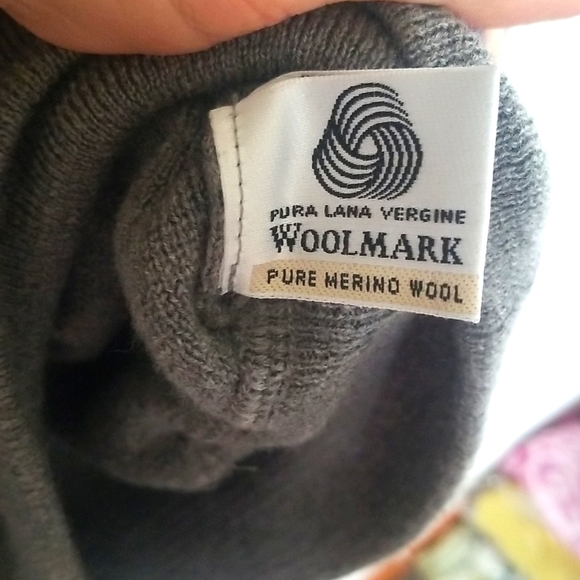 PURA LANA VERGINE
WOOLMARK
PURE MERINO WOOL